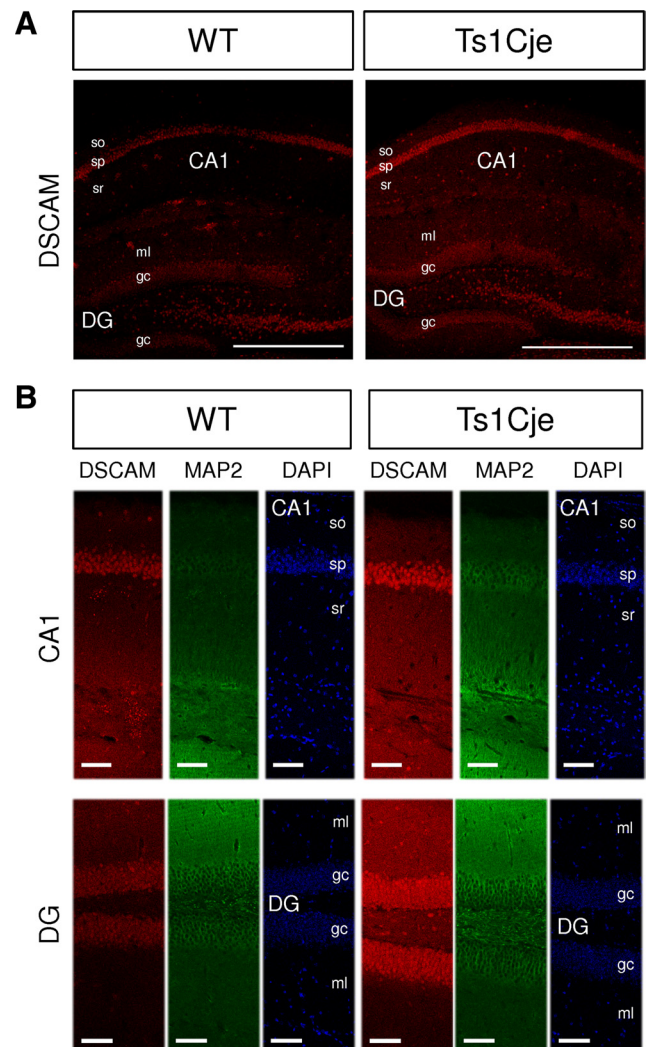 A
WT
Ts1Cje
DSCAM
so
sp
sr
CA1
ml
gc
DG
gc
so
sp
sr
CA1
ml
gc
DG
gc
B
WT
Ts1Cje
DSCAM MAP2 DAPI DSCAM MAP2 DAPI
CA1
CA1
so
sp
sr
CA1
so
sp
sr
DG
ml
gc
DG
gc
ml
ml
gc
DG
gc
ml